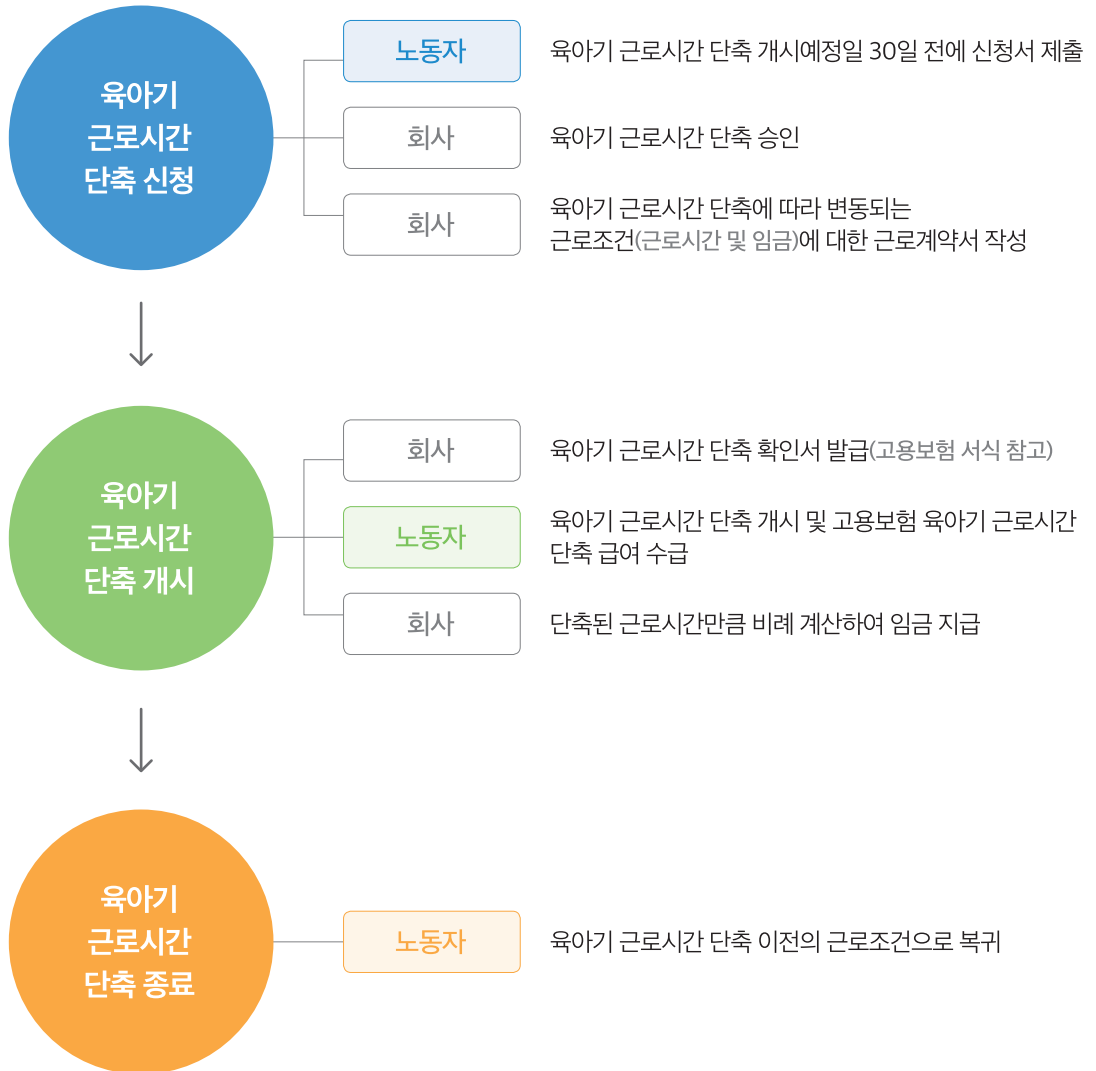 육아기
근로시간
단축 신청
노동자
육아기 근로시간 단축 개시예정일 30일 전에 신청서 제출
회사
육아기 근로시간 단축 승인
회사
육아기 근로시간 단축에 따라 변동되는
근로조건(근로시간 및 임금)에 대한 근로계약서 작성
육아기
근로시간
단축 개시
회사
육아기 근로시간 단축 확인서 발급(고용보험 서식 참고)
노동자
육아기 근로시간 단축 개시 및 고용보험 육아기 근로시간
단축 급여 수급
회사
단축된 근로시간만큼 비례 계산하여 임금 지급
육아기
근로시간
단축 종료
노동자
육아기 근로시간 단축 이전의 근로조건으로 복귀